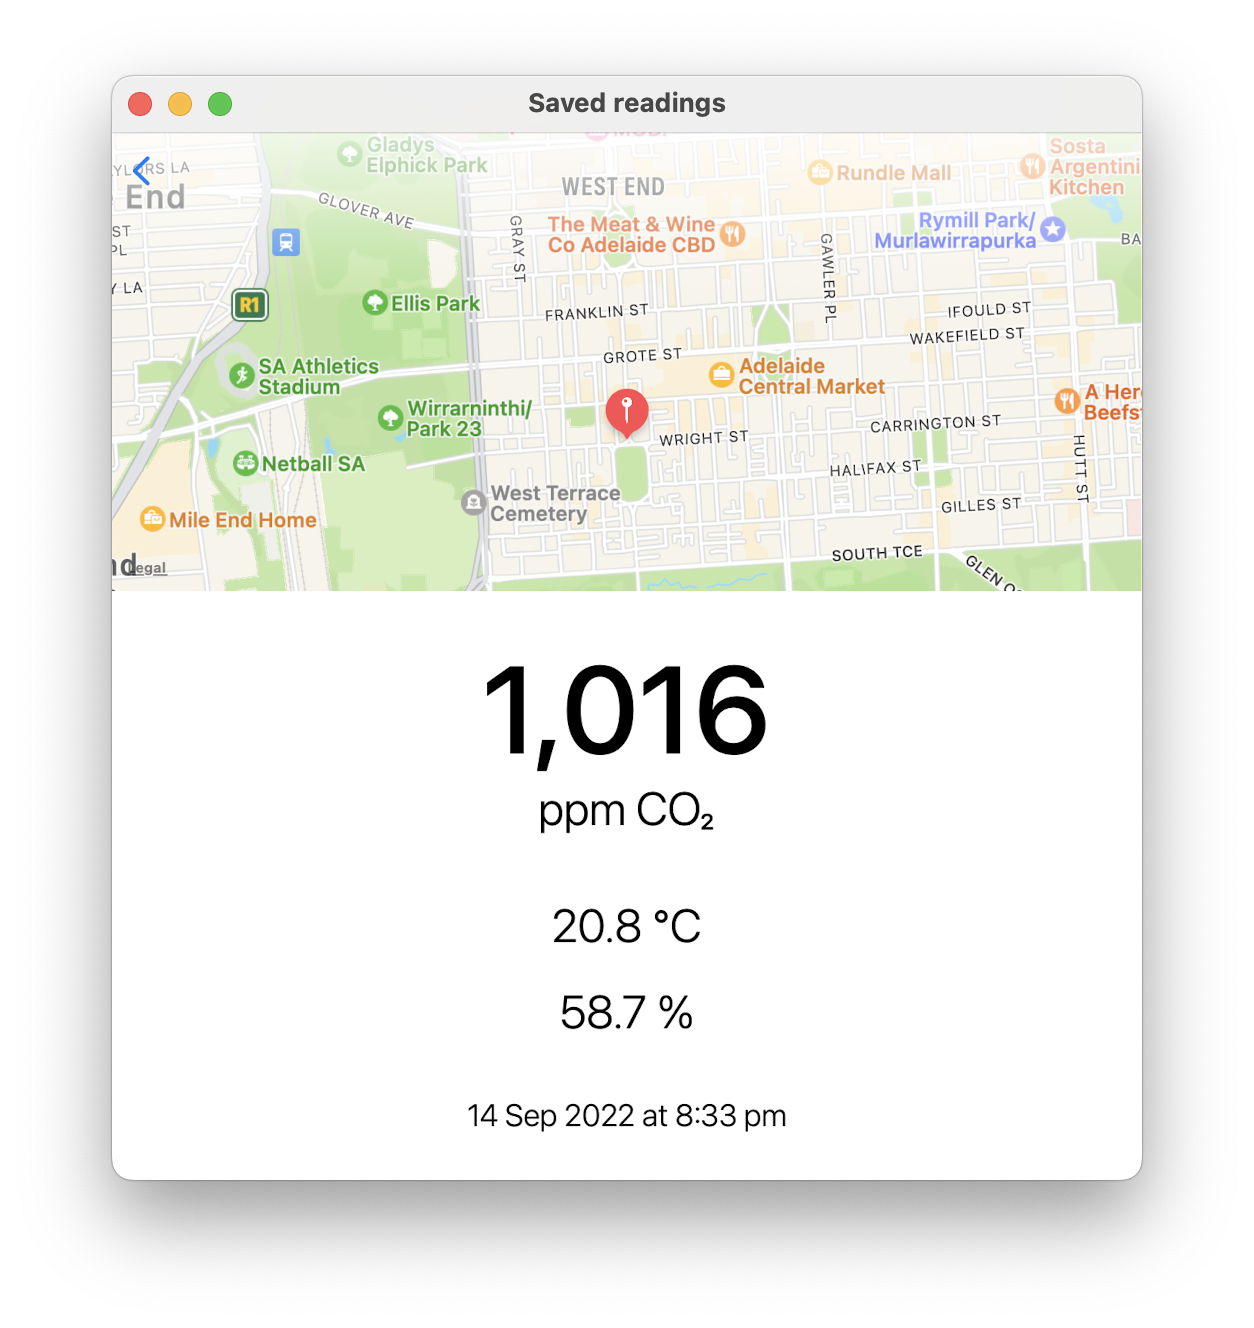 Saved readings
Gladys
Elphick Park
YLORS LA
End
WEST END
Rundle Mall
Sosta
Argentini
Kitchen
GLOVER AVE
The Meat & Wine
Co Adelaide CBD
Rymill Park/
Murlawirrapurka
ST
PL
GRAY ST
GAWLER PL
BA
Y LA
R1
Ellis Park
FRANKLIN ST
IFOULD ST
WAKEFIELD ST
GROTE ST
SA Athletics
Stadium
Adelaide
Central Market
Wirrarninthi/
Park 23
A Her
Beefst
WRIGHT ST
CARRINGTON ST
Netball SA
HALIFAX ST
HUTT ST
West Terrace
Cemetery
GILLES ST
Mile End Home
SOUTH TCE
GLEN O
nd
Legal
1,016
ppm CO₂
20.8 °C
58.7 %
14 Sep 2022 at 8:33 pm